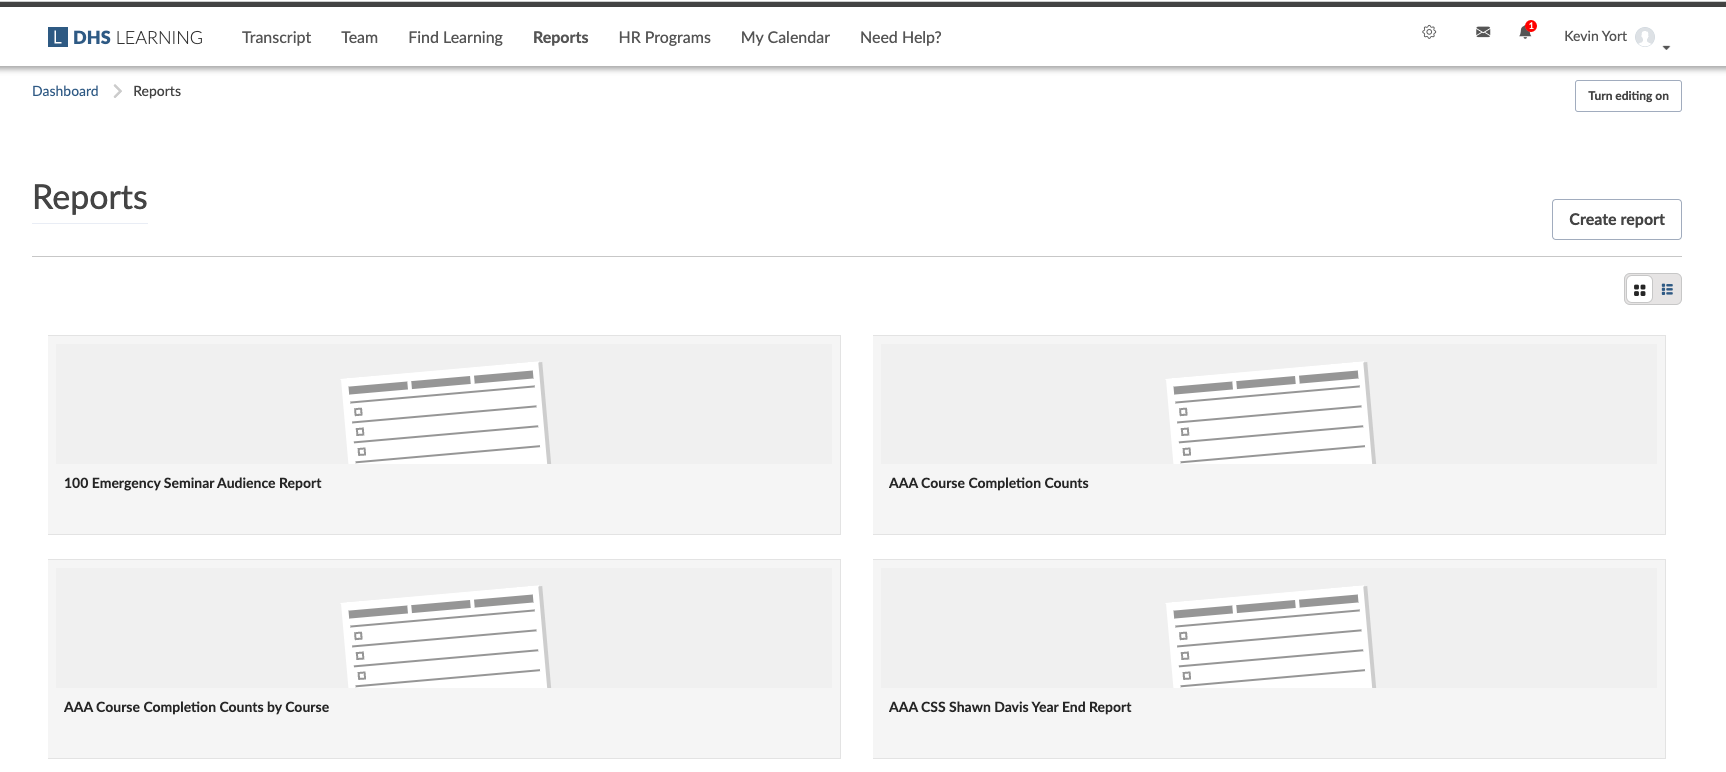 L DHS LEARNING Transcript Team Find Learning Reports HR Programs My Calendar Need Help? 1 Kevin Yort
Dashboard Reports Turn editing on
Reports
Create report
100 Emergency Seminar Audience Report AAA Course Completion Counts
AAA Course Completion Counts by Course AAA CSS Shawn Davis Year End Report